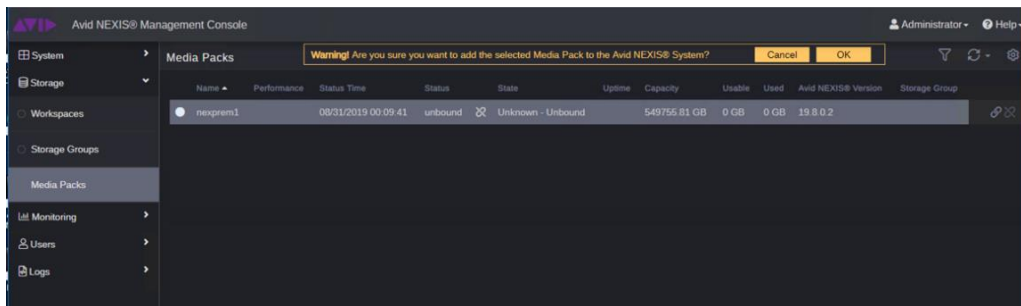 AVID Avid NEXIS® Management Console Administrator Help
System
Media Packs
Warning! Are you sure you want to add the selected Media Pack to the Avid NEXIS® System? Cancel OK
Storage
Name Performance Status Time Status State Uptime Capacity Usable Used Avid NEXIS® Version Storage Group
Workspaces
nexprem1 08/31/2019 00:09:41 unbound Unknown - Unbound 549755.81 GB 0 GB 0 GB 19.8.0.2
Storage Groups
Media Packs
Monitoring
Users
Logs